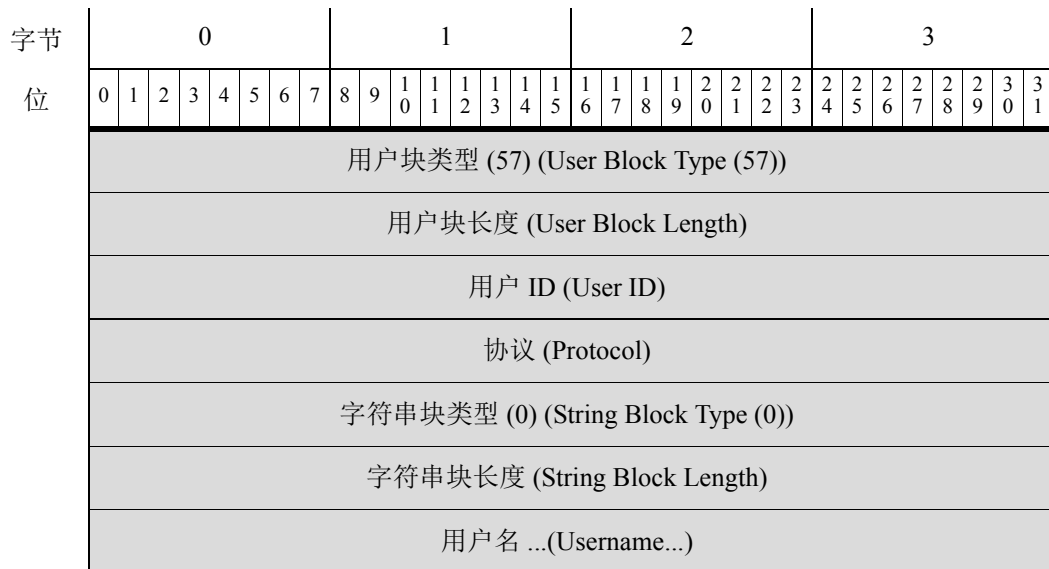 字节 0 1 2 3
位 0 1 2 3 4 5 6 7 8 9 10 11 12 13 14 15 16 17 18 19 20 21 22 23 24 25 26 27 28 29 30 31
用户块类型 (57) (User Block Type (57))
用户块长度 (User Block Length)
用户 ID (User ID)
协议 (Protocol)
字符串块类型 (0) (String Block Type (0))
字符串块长度 (String Block Length)
用户名 ...(Username...)